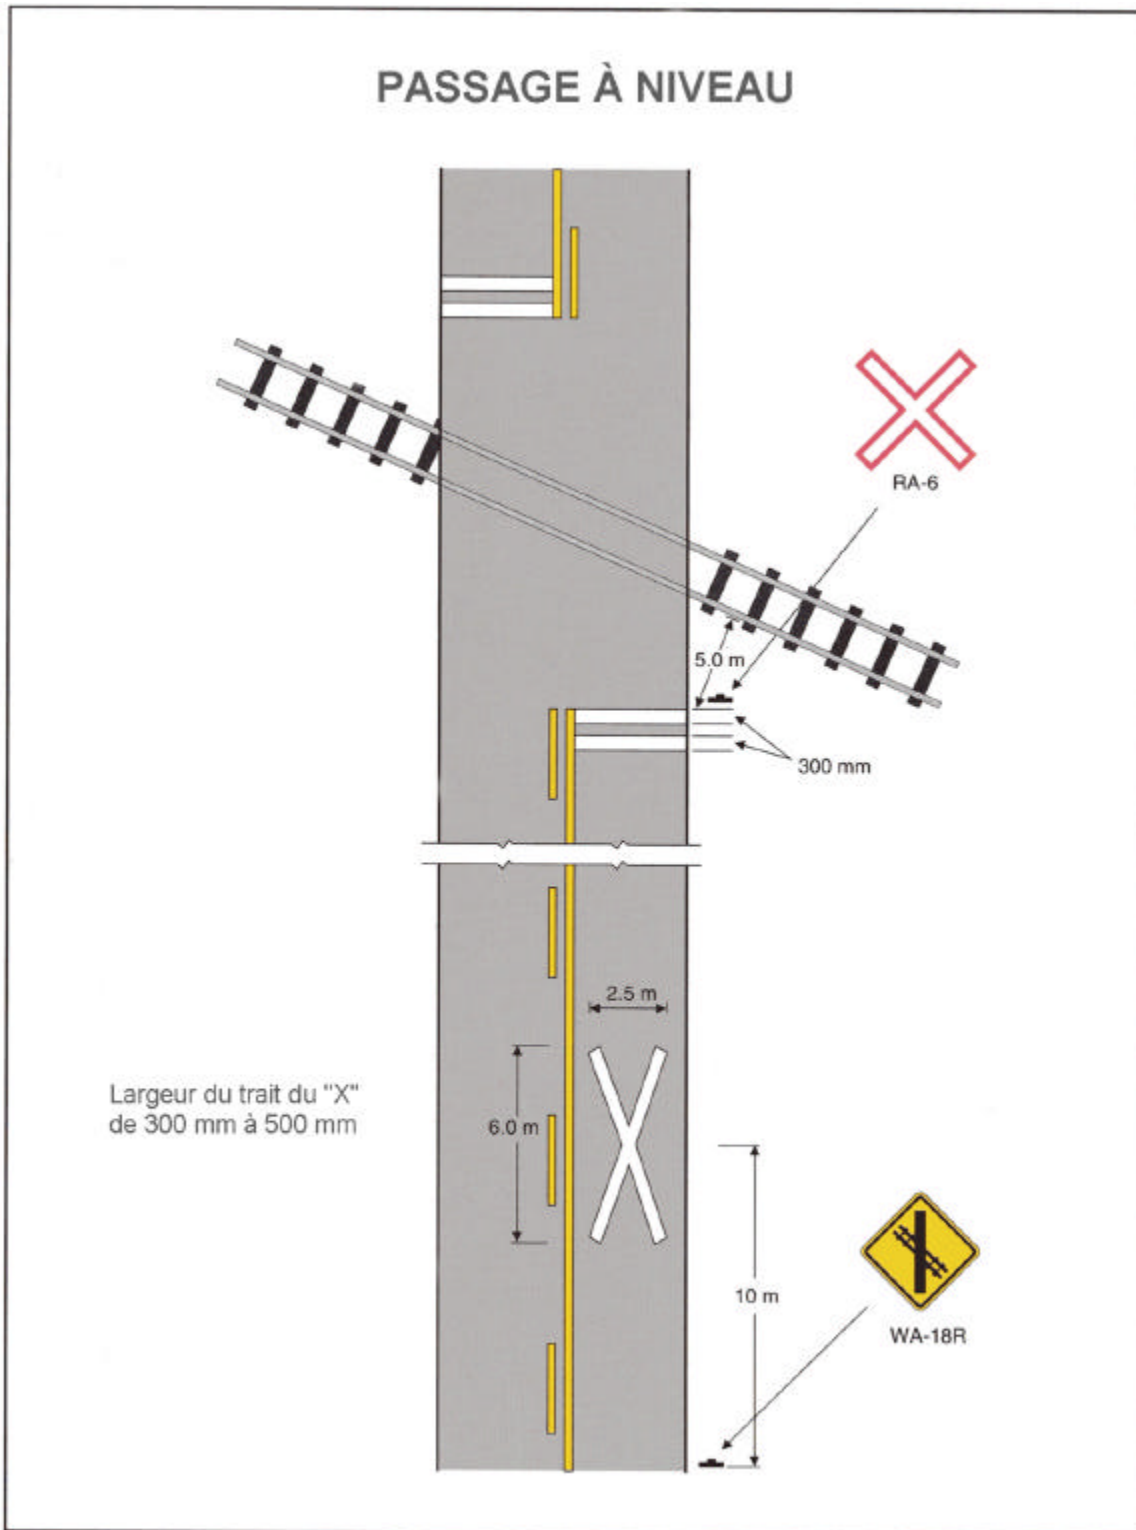 PASSAGE À NIVEAU
RA-6
5.0 m
300 mm
2.5 m
Largeur du trait du "X"
de 300 mm à 500 mm
6.0 m
10 m
WA-18R